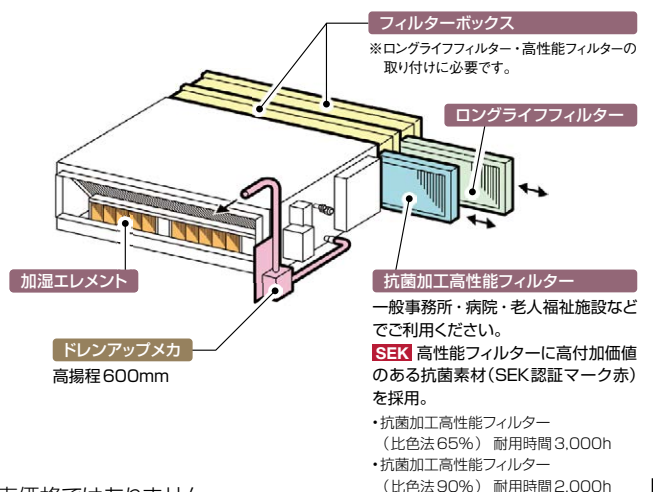 フィルターボックス
※ロングライフフィルター・高性能フィルターの
取り付けに必要です。
ロングライフフィルター
加湿エレメント
抗菌加工高性能フィルター
一般事務所・病院・老人福祉施設など
でご利用ください。
SEK 高性能フィルターに高付加価値
のある抗菌素材(SEK認証マーク赤)
を採用。
・抗菌加工高性能フィルター
(比色法65%) 耐用時間3,000h
・抗菌加工高性能フィルター
(比色法90%) 耐用時間2,000h
ドレンアップメカ
高揚程600mm